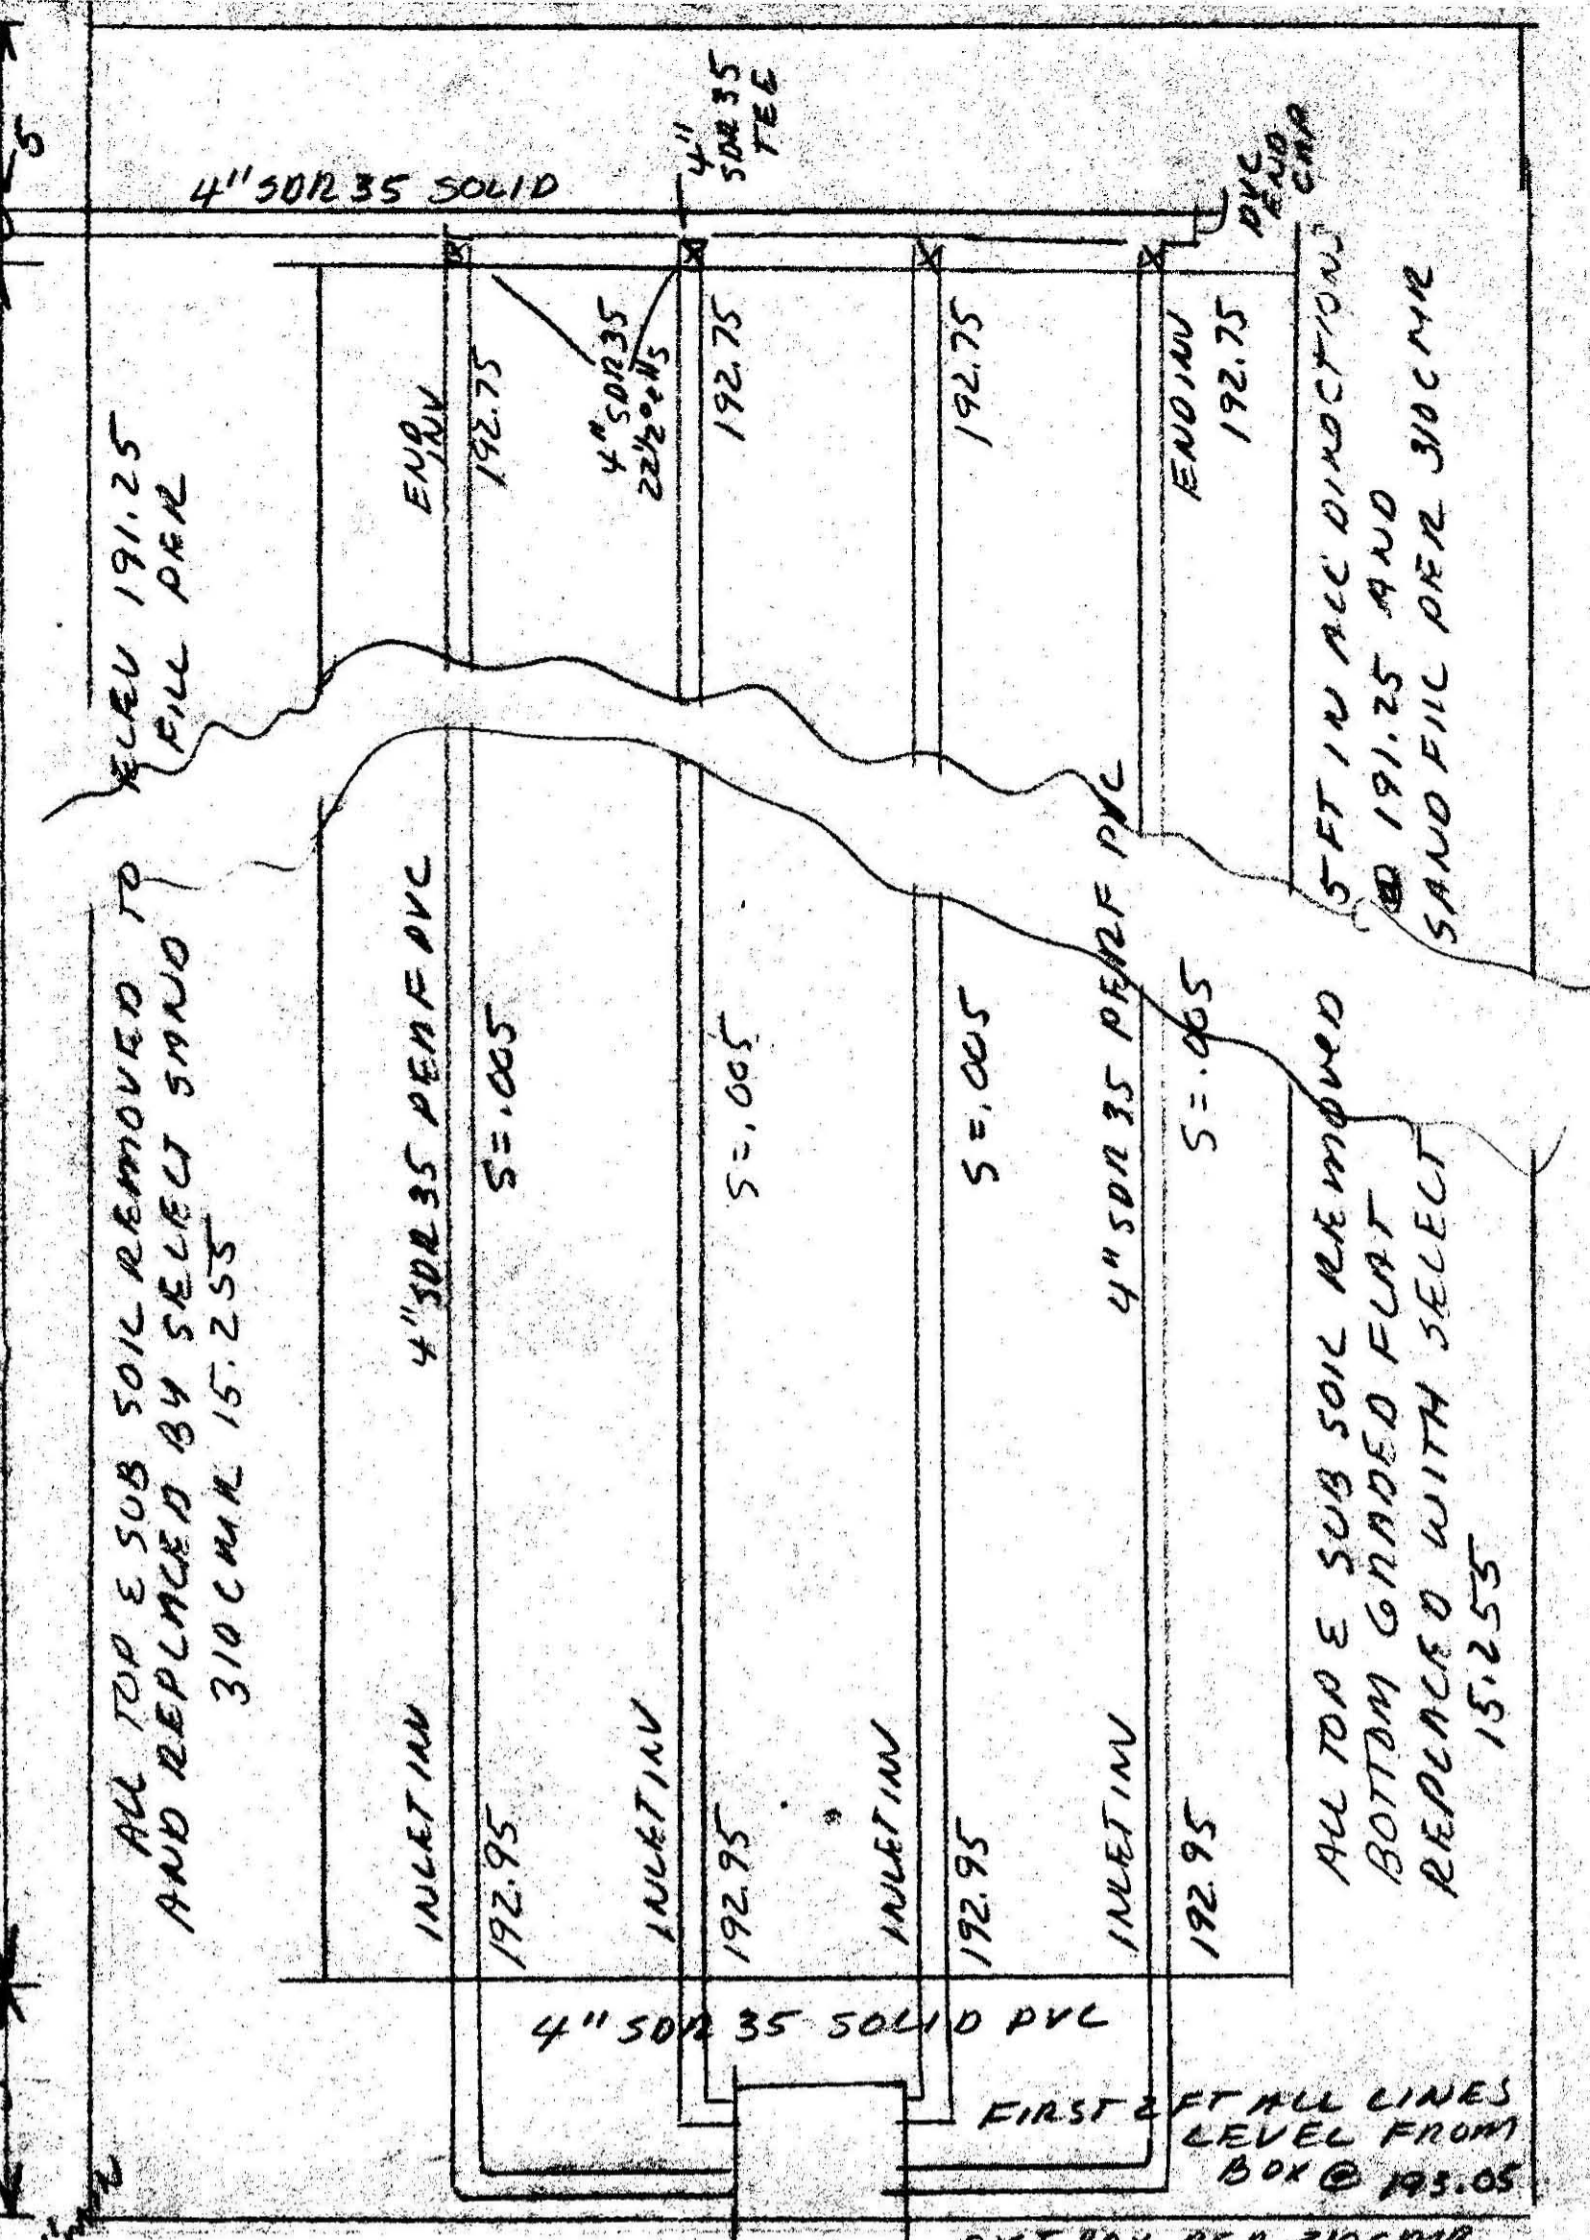 5
4" SDR 35 SOLID
4"
SDR 35
TEE
PVC
END
CAP
END
INV
192.75
4" SDR 35
22½° ells
192.75
192.75
END INV
192.75
ALL TOP & SUB SOIL REMOVED TO ELEV 191.25
AND REPLACED BY SELECT SAND FILL PER
310 CMR 15.255
4" SDR 35 PERF PVC
S=.005
S=.005
S=.005
4" SDR 35 PERF PVC
S=.005
ALL TOP & SUB SOIL REMOVED 5 FT IN ALL DIRECTIONS
BOTTOM GRADED FLAT @ 191.25 AND
REPLACED WITH SELECT SAND FILL PER 310 CMR
15.255
INLET INV
192.95
INLET INV
192.95
INLET INV
192.95
INLET INV
192.95
4" SDR 35 SOLID PVC
FIRST 2 FT ALL LINES
LEVEL FROM
BOX @ 193.05
DIST BOX PER 310 CMR